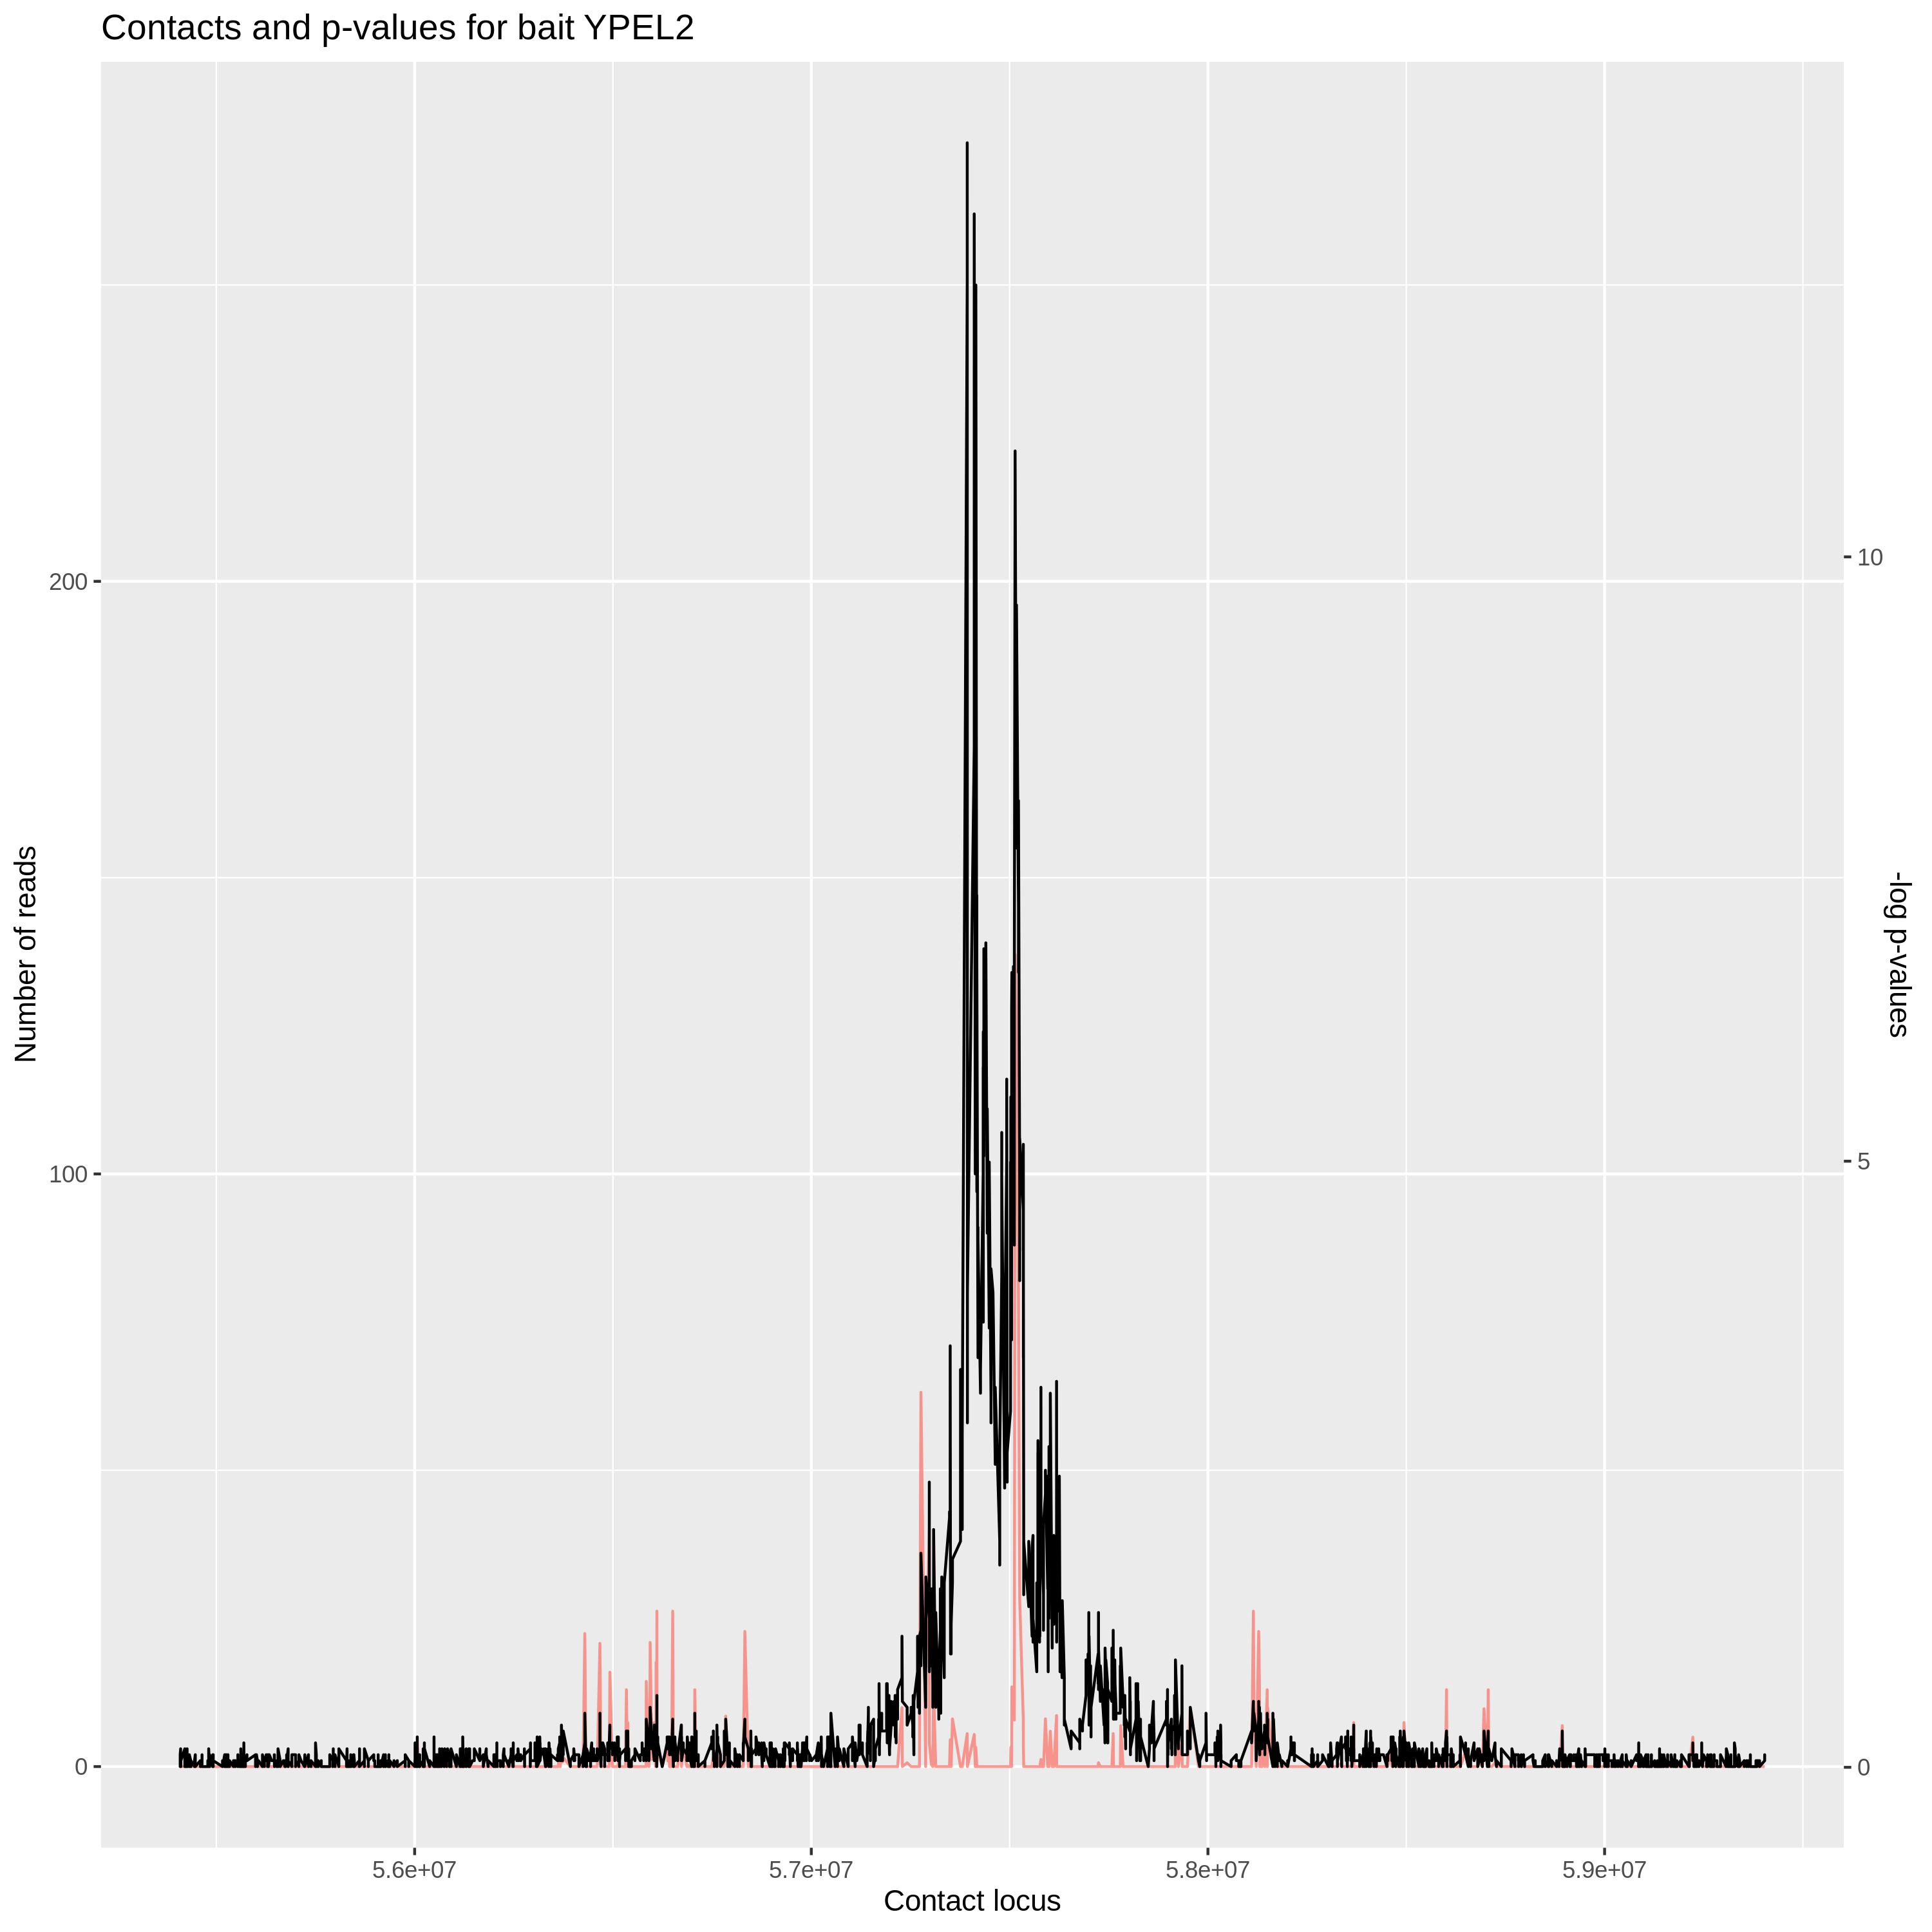 Contacts and p-values for bait YPEL2
Number of reads
200
100
0
10
5
0
-log p-values
5.6e+07 5.7e+07 5.8e+07 5.9e+07
Contact locus